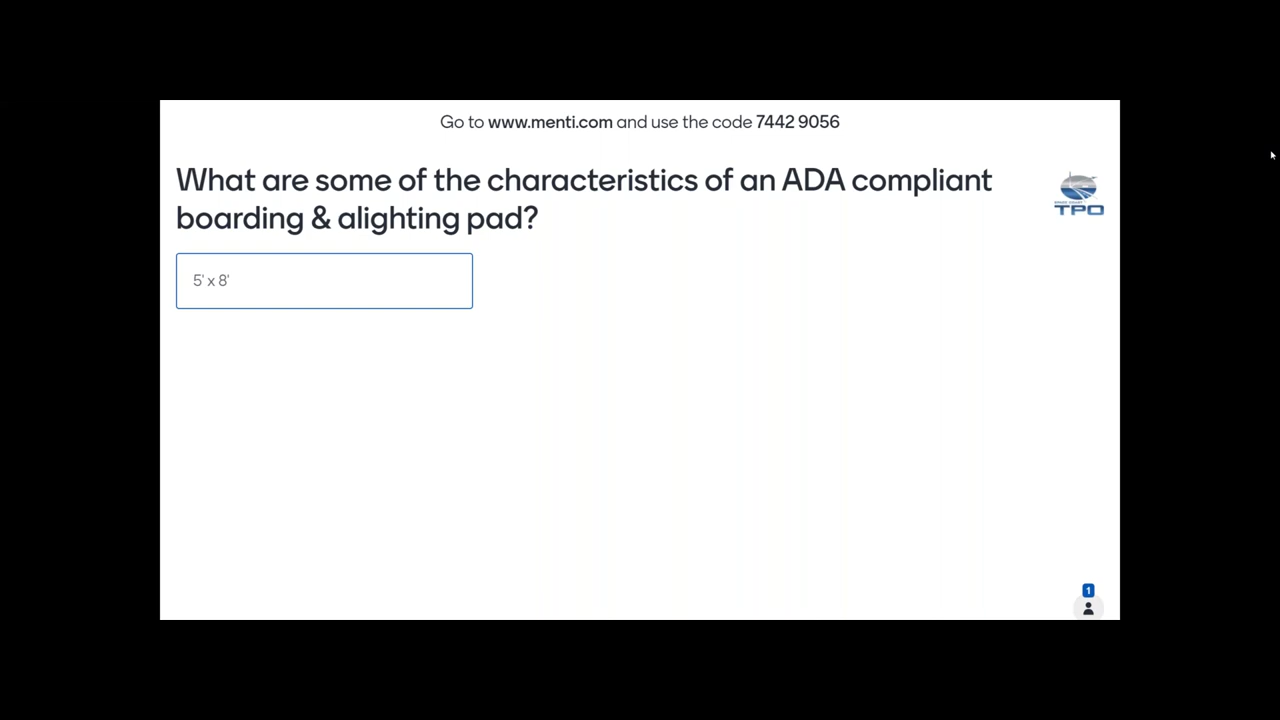 Go to www.menti.com and use the code 7442 9056
What are some of the characteristics of an ADA compliant
boarding & alighting pad?
TPO
5' x 8'
1